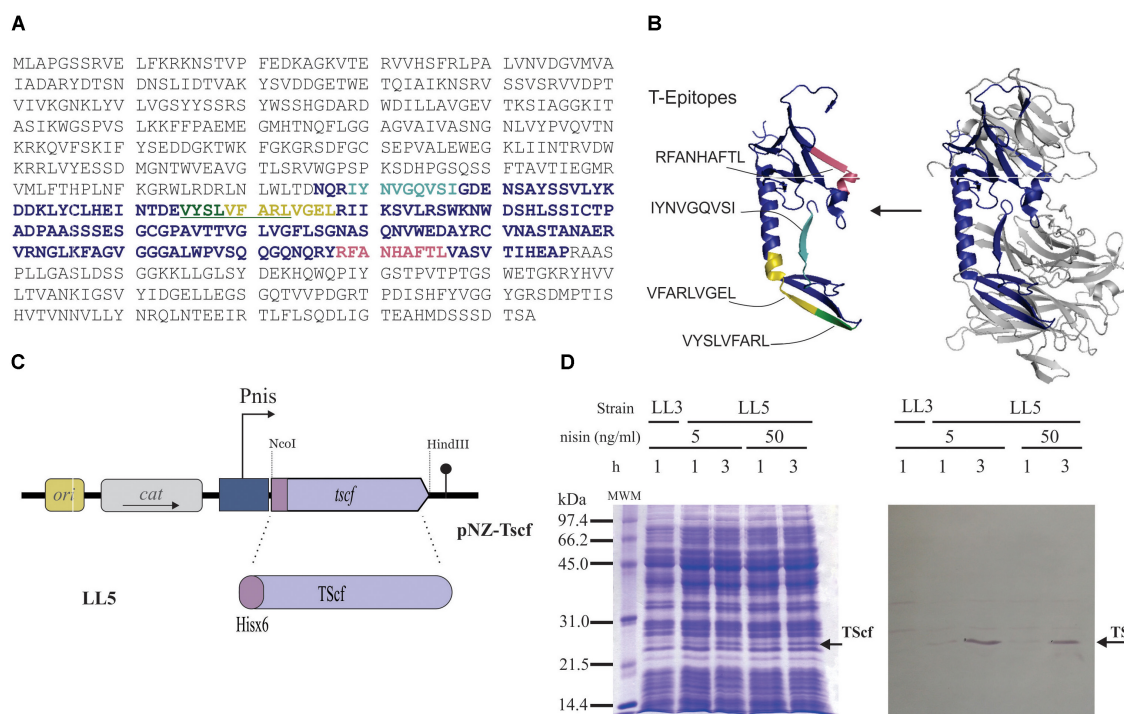 A
MLAPGSSRVE LFKRKNSTVP FEDKAGKVTE RVVHSFRLPA LVNVDGVMVA
IADARYDTSN DNSLIDTVAK YSVDDGETWE TQIAIKNSRV SSVSRVVDPT
VIVKGNKLYV LVGSYYSSRS YWSSHGDARD WDILLAVGEV TKSIAGGKIT
ASIKWGSPVS LKKFFPAEME GMHTNQFLGG AGVAIVASNG NLVYPVQVTN
KRKQVFSKIF YSEDDGKTWK FGKGRSDFGC SEPVALEWEG KLIINTRVDW
KRRLVYESSD MGNTWVEAVG TLSRVWGPSP KSDHPGSQSS FTAVTIEGMR
VMLFTHPLNF KGRWLRDRLN LWLTDNQRIY NVGQVSIGDE NSAYSSVLYK
DDKLYCLHEI NTDEVYSLVF ARLVGELRII KSVLRSWKNW DSHLSSICTP
ADPAASSSES GCGPAVTTVG LVGFLSGNAS QNVWEDAYRC VNASTANAER
VRNGLKFAGV GGGALWPVSQ QGQNQRYRFA NHAFTLVASV TIHEAPRAAS
PLLGASLDSS GGKKLLGLSY DEKHQWQPIY GSTPVTPTGS WETGKRYHVV
LTVANKIGSV YIDGELLEGS GQTVVPDGRT PDISHFYVGG YGRSDMPTIS
HVTVNNVLLY NRQLNTEEIR TLFLSQDLIG TEAHMDSSSD TSA
B
T-Epitopes
RFANHAFTL
IYNVGQVSI
VFARLVGEL
VYSLVFARL
C
Pnis
NcoI
HindIII
ori
cat
tscf
pNZ-Tscf
TScf
LL5
Hisx6
D
Strain LL3 LL5
nisin (ng/ml) 5 50
h 1 1 3 1 3
kDa MWM
97.4
66.2
45.0
31.0
21.5
14.4
TScf
LL3 LL5
5 50
1 1 3 1 3
TS